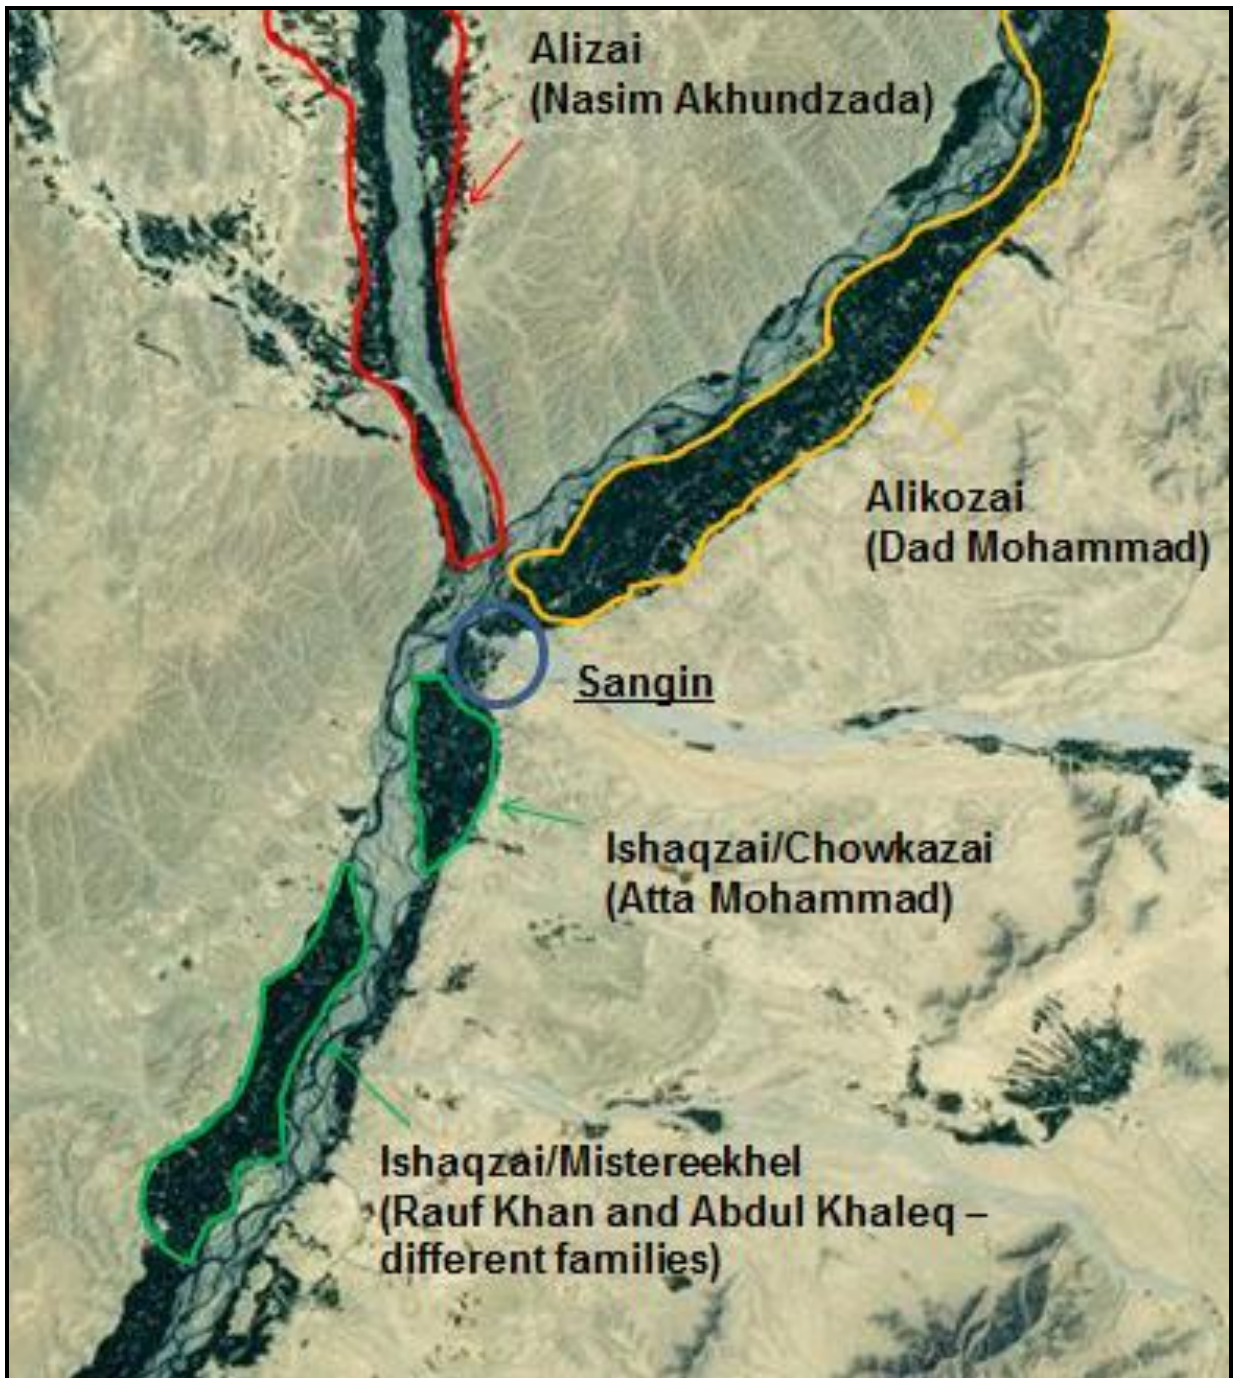 Alizai
(Nasim Akhundzada)
Alikozai
(Dad Mohammad)
Sangin
Ishaqzai/Chowkazai
(Atta Mohammad)
Ishaqzai/Mistereekhel
(Rauf Khan and Abdul Khaleq –
different families)